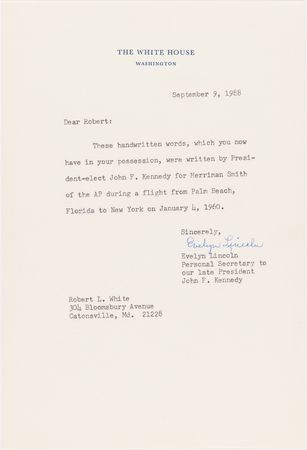 THE WHITE HOUSE
WASHINGTON
September 9, 1988
Dear Robert:
These handwritten words, which you now
have in your possession, were written by Presi-
dent-elect John F. Kennedy for Merriman Smith
of the AP during a flight from Palm Beach,
Florida to New York on January 4, 1960.
Sincerely,
Evelyn Lincoln
Evelyn Lincoln
Personal Secretary to
our late President
John F. Kennedy
Robert L. White
304 Bloomsbury Avenue
Catonsville, Md. 21228